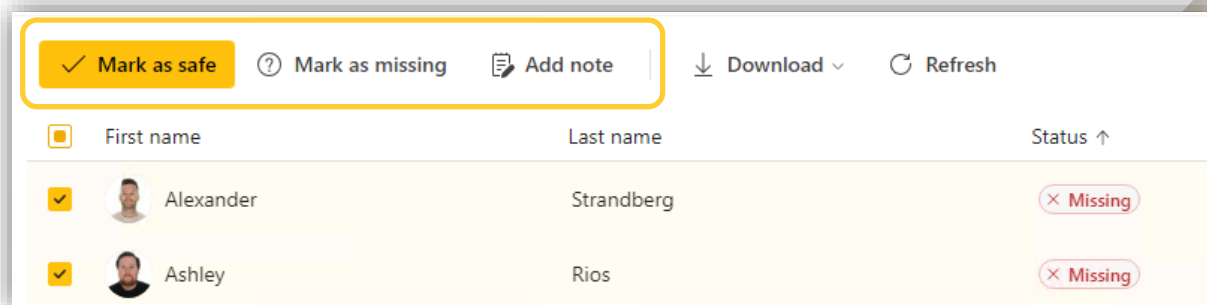 Mark as safe Mark as missing Add note Download Refresh
First name Last name Status ↑
Alexander Strandberg Missing
Ashley Rios Missing